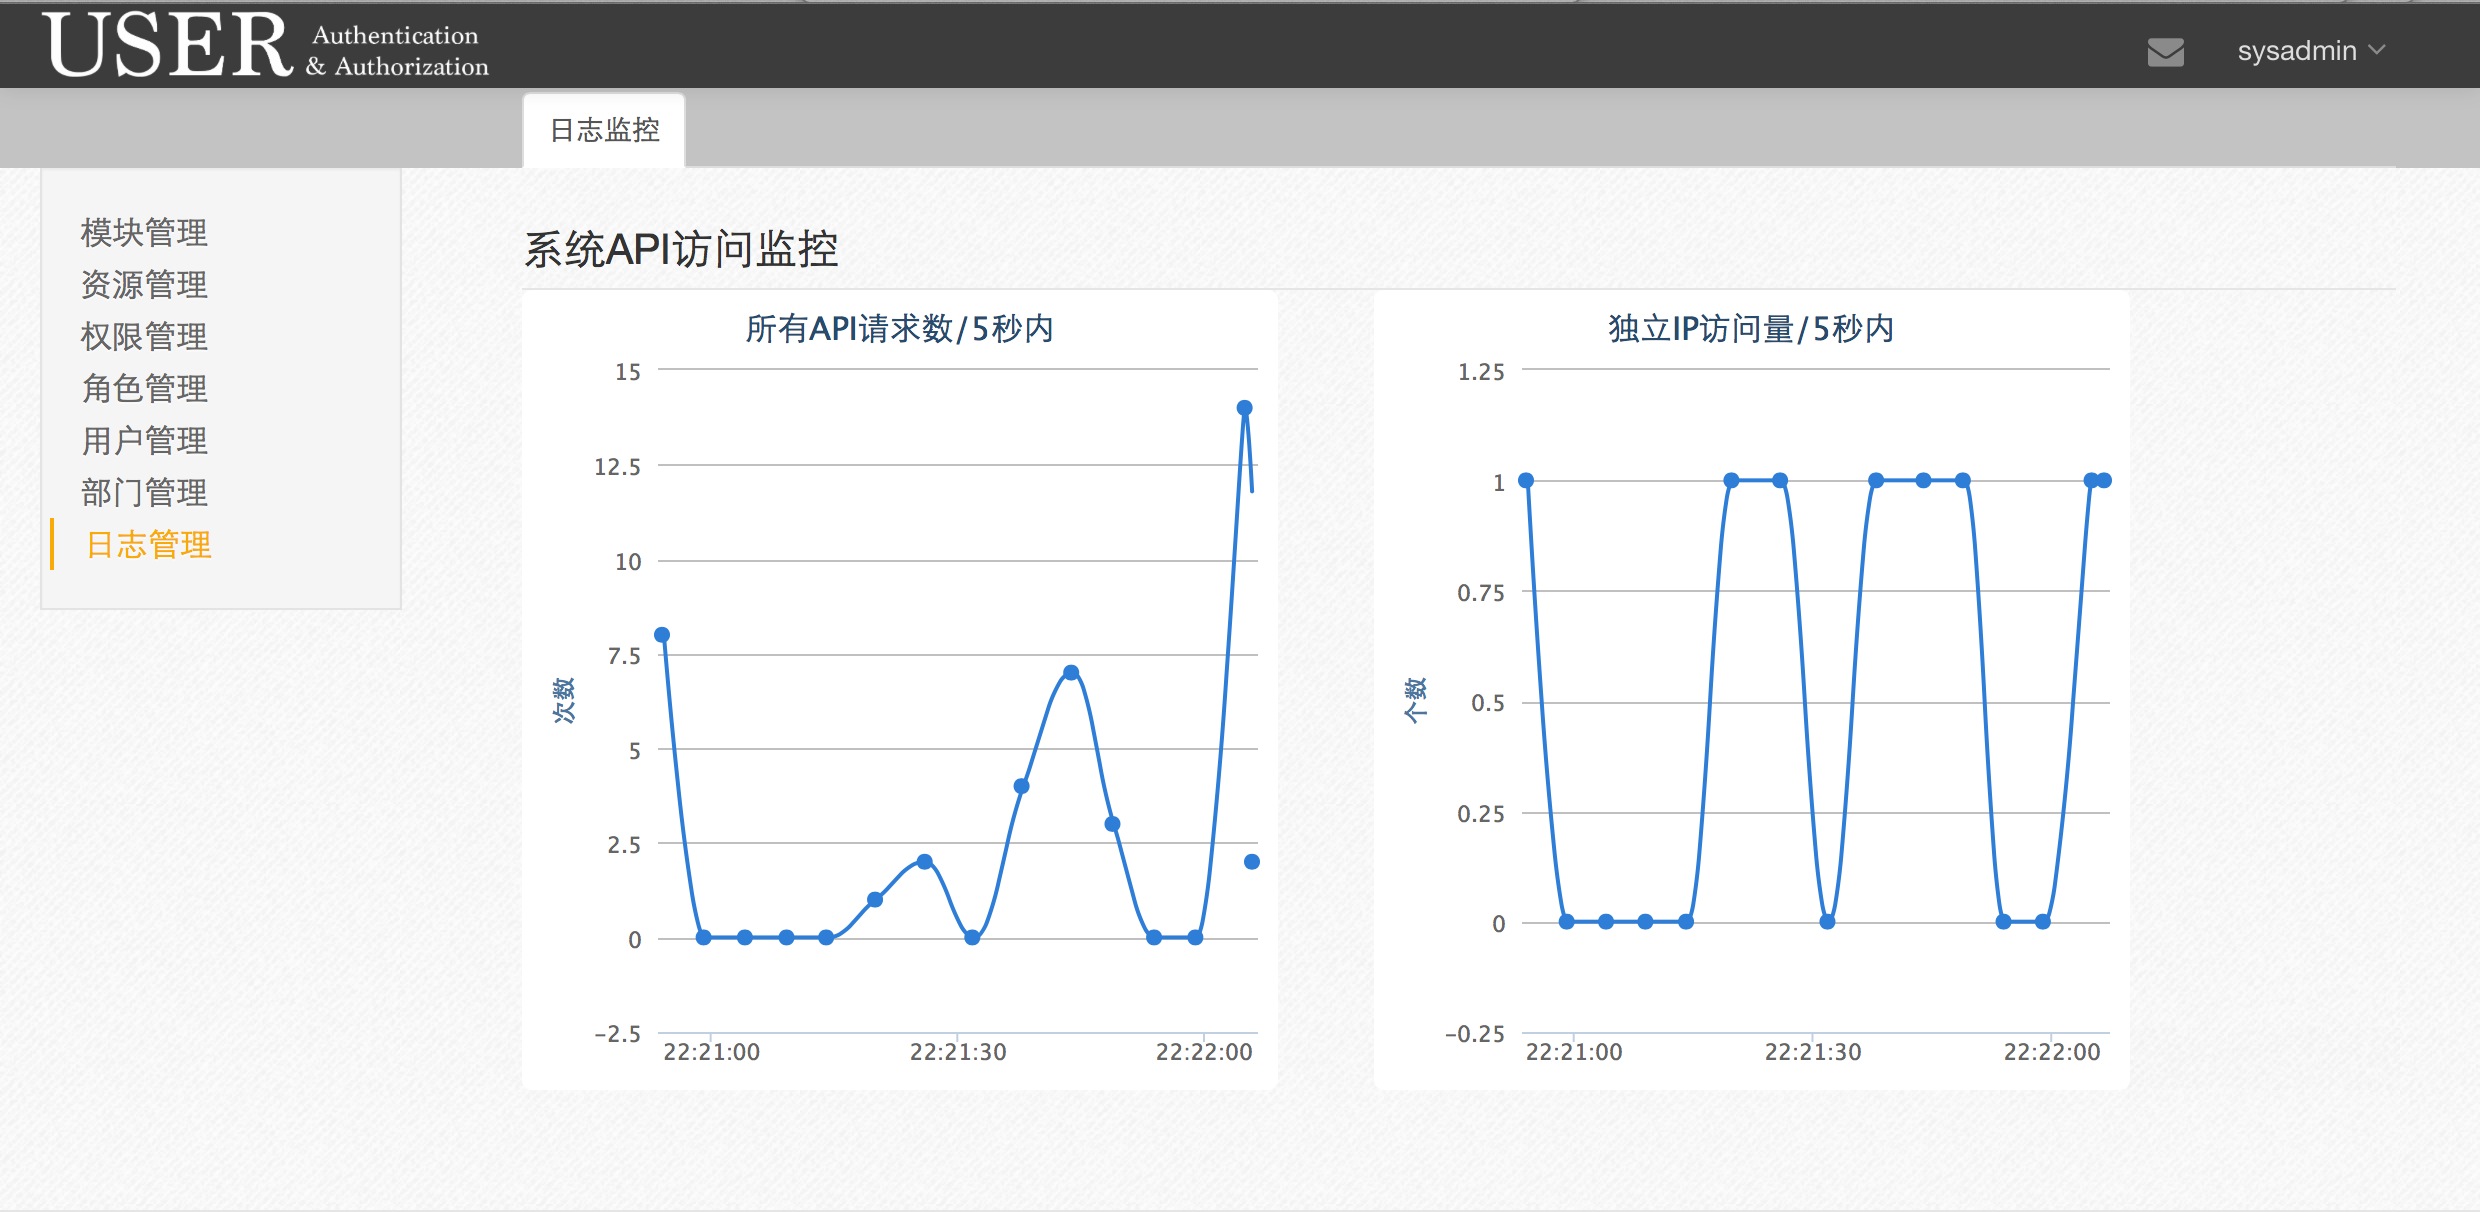 USER Authentication & Authorization
sysadmin
日志监控
模块管理
资源管理
权限管理
角色管理
用户管理
部门管理
日志管理
系统API访问监控
所有API请求数/5秒内
15
12.5
10
7.5
5
2.5
0
-2.5
次数
22:21:00 22:21:30 22:22:00
独立IP访问量/5秒内
1.25
1
0.75
0.5
0.25
0
-0.25
个数
22:21:00 22:21:30 22:22:00